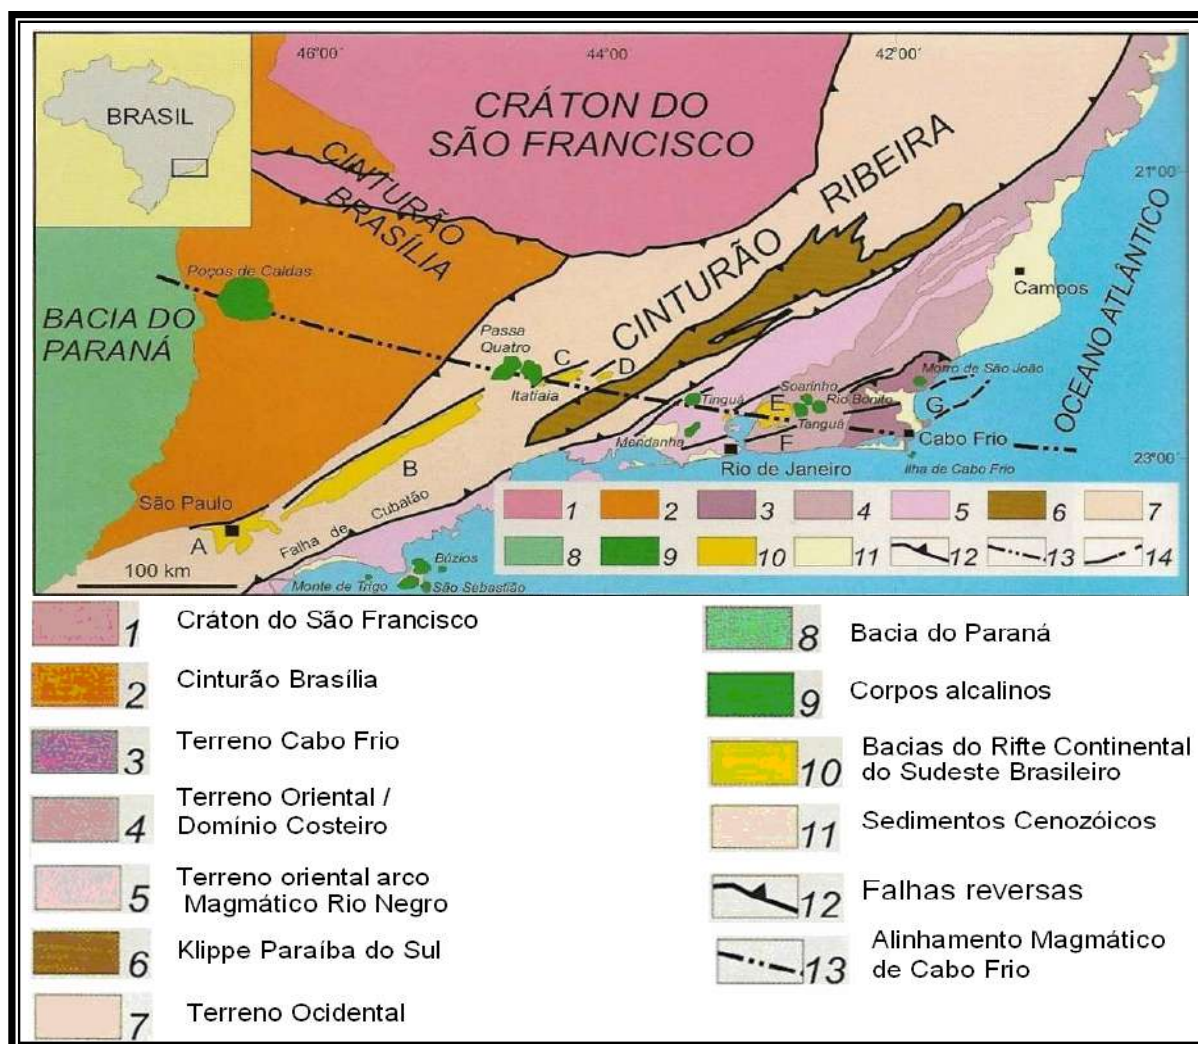 46°00´
44°00´
42°00´
BRASIL
CRÁTON DO
SÃO FRANCISCO
CINTURÃO
BRASÍLIA
CINTURÃO RIBEIRA
21°00´
OCEANO ATLÂNTICO
Poços de Caldas
Campos
BACIA DO
PARANÁ
Passa
Quatro
C
D
Itatiaia
Morro de São João
Soarinho
Tinguá
E
Rio Bonito
G
Tanguá
Mendanha
F
Cabo Frio
Rio de Janeiro
Ilha de Cabo Frio
23°00´
B
São Paulo
A
Falha de Cubatão
100 km
Búzios
Monte de Trigo
São Sebastião
1 2 3 4 5 6 7
8 9 10 11 12 13 14
1 Cráton do São Francisco
2 Cinturão Brasília
3 Terreno Cabo Frio
4 Terreno Oriental /
Domínio Costeiro
5 Terreno oriental arco
Magmático Rio Negro
6 Klippe Paraíba do Sul
7 Terreno Ocidental
8 Bacia do Paraná
9 Corpos alcalinos
10 Bacias do Rifte Continental
do Sudeste Brasileiro
11 Sedimentos Cenozóicos
12 Falhas reversas
13 Alinhamento Magmático
de Cabo Frio